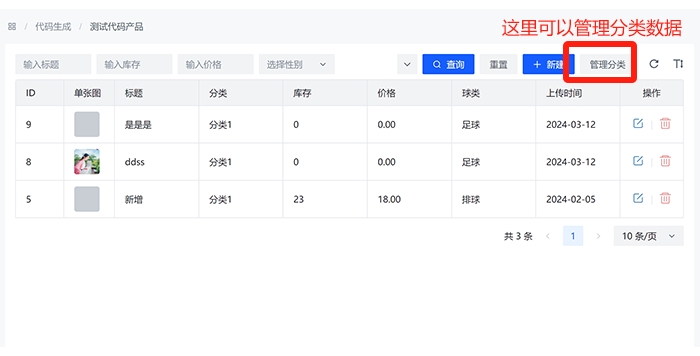 代码生成 / 测试代码产品
这里可以管理分类数据
输入标题 输入库存 输入价格 选择性别 查询 重置 + 新建 管理分类
ID 单张图 标题 分类 库存 价格 球类 上传时间 操作
9 是是是 分类1 0 0.00 足球 2024-03-12
8 ddss 分类1 0 0.00 足球 2024-03-12
5 新增 分类1 23 18.00 排球 2024-02-05
共 3 条 < 1 > 10 条/页